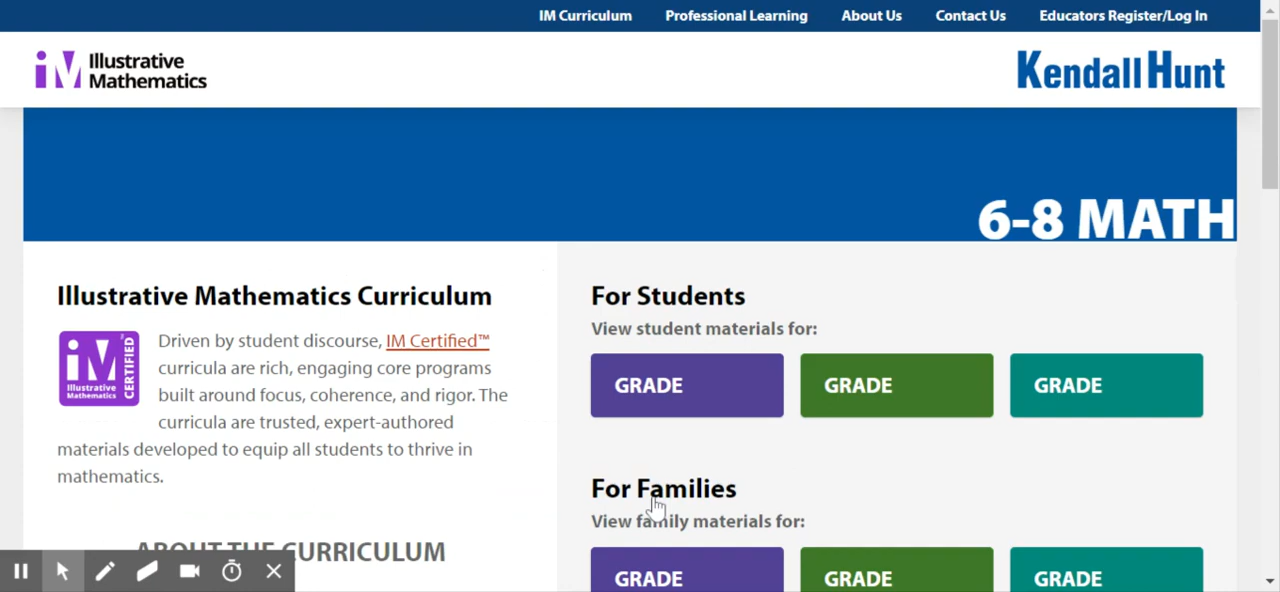 IM Curriculum Professional Learning About Us Contact Us Educators Register/Log In
Illustrative
Mathematics
KendallHunt
6-8 MATH
Illustrative Mathematics Curriculum
iM
Illustrative
Mathematics
CERTIFIED
Driven by student discourse, IM Certified™
curricula are rich, engaging core programs
built around focus, coherence, and rigor. The
curricula are trusted, expert-authored
materials developed to equip all students to thrive in
mathematics.
ABOUT THE CURRICULUM
For Students
View student materials for:
GRADE GRADE GRADE
For Families
View family materials for:
GRADE GRADE GRADE